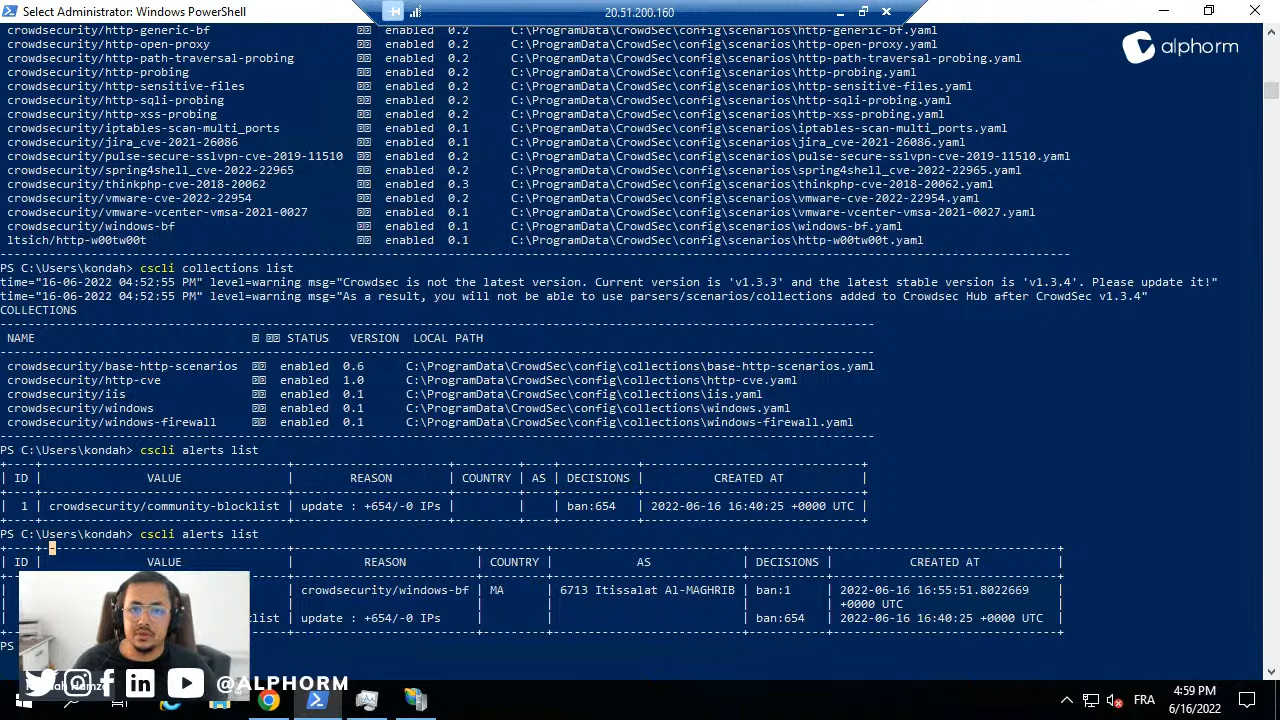 Select Administrator: Windows PowerShell
20.51.200.160
alphorm
crowdsecurity/http-generic-bf enabled 0.2 C:\ProgramData\CrowdSec\config\scenarios\http-generic-bf.yaml
crowdsecurity/http-open-proxy enabled 0.2 C:\ProgramData\CrowdSec\config\scenarios\http-open-proxy.yaml
crowdsecurity/http-path-traversal-probing enabled 0.2 C:\ProgramData\CrowdSec\config\scenarios\http-path-traversal-probing.yaml
crowdsecurity/http-probing enabled 0.2 C:\ProgramData\CrowdSec\config\scenarios\http-probing.yaml
crowdsecurity/http-sensitive-files enabled 0.2 C:\ProgramData\CrowdSec\config\scenarios\http-sensitive-files.yaml
crowdsecurity/http-sqli-probing enabled 0.2 C:\ProgramData\CrowdSec\config\scenarios\http-sqli-probing.yaml
crowdsecurity/http-xss-probing enabled 0.2 C:\ProgramData\CrowdSec\config\scenarios\http-xss-probing.yaml
crowdsecurity/iptables-scan-multi_ports enabled 0.1 C:\ProgramData\CrowdSec\config\scenarios\iptables-scan-multi_ports.yaml
crowdsecurity/jira_cve-2021-26086 enabled 0.1 C:\ProgramData\CrowdSec\config\scenarios\jira_cve-2021-26086.yaml
crowdsecurity/pulse-secure-sslvpn-cve-2019-11510 enabled 0.2 C:\ProgramData\CrowdSec\config\scenarios\pulse-secure-sslvpn-cve-2019-11510.yaml
crowdsecurity/spring4shell_cve-2022-22965 enabled 0.2 C:\ProgramData\CrowdSec\config\scenarios\spring4shell_cve-2022-22965.yaml
crowdsecurity/thinkphp-cve-2018-20062 enabled 0.3 C:\ProgramData\CrowdSec\config\scenarios\thinkphp-cve-2018-20062.yaml
crowdsecurity/vmware-cve-2022-22954 enabled 0.2 C:\ProgramData\CrowdSec\config\scenarios\vmware-cve-2022-22954.yaml
crowdsecurity/vmware-vcenter-vmsa-2021-0027 enabled 0.1 C:\ProgramData\CrowdSec\config\scenarios\vmware-vcenter-vmsa-2021-0027.yaml
crowdsecurity/windows-bf enabled 0.1 C:\ProgramData\CrowdSec\config\scenarios\windows-bf.yaml
ltsich/http-w00tw00t enabled 0.1 C:\ProgramData\CrowdSec\config\scenarios\http-w00tw00t.yaml
PS C:\Users\kondah> cscli collections list
time="16-06-2022 04:52:55 PM" level=warning msg="Crowdsec is not the latest version. Current version is 'v1.3.3' and the latest stable version is 'v1.3.4'. Please update it!"
time="16-06-2022 04:52:55 PM" level=warning msg="As a result, you will not be able to use parsers/scenarios/collections added to Crowdsec Hub after CrowdSec v1.3.4"
COLLECTIONS
NAME STATUS VERSION LOCAL PATH
crowdsecurity/base-http-scenarios enabled 0.6 C:\ProgramData\CrowdSec\config\collections\base-http-scenarios.yaml
crowdsecurity/http-cve enabled 1.0 C:\ProgramData\CrowdSec\config\collections\http-cve.yaml
crowdsecurity/iis enabled 0.1 C:\ProgramData\CrowdSec\config\collections\iis.yaml
crowdsecurity/windows enabled 0.1 C:\ProgramData\CrowdSec\config\collections\windows.yaml
crowdsecurity/windows-firewall enabled 0.1 C:\ProgramData\CrowdSec\config\collections\windows-firewall.yaml
PS C:\Users\kondah> cscli alerts list
| ID | VALUE | REASON | COUNTRY | AS | DECISIONS | CREATED AT |
| 1 | crowdsecurity/community-blocklist | update : +654/-0 IPs | | | ban:654 | 2022-06-16 16:40:25 +0000 UTC |
PS C:\Users\kondah> cscli alerts list
| ID | VALUE | REASON | COUNTRY | AS | DECISIONS | CREATED AT |
| crowdsecurity/windows-bf | MA | 6713 Itissalat Al-MAGHRIB | ban:1 | 2022-06-16 16:55:51.8022669
+0000 UTC |
klist | update : +654/-0 IPs | | | ban:654 | 2022-06-16 16:40:25 +0000 UTC |
PS
@ALPHORM
FRA
4:59 PM
6/16/2022